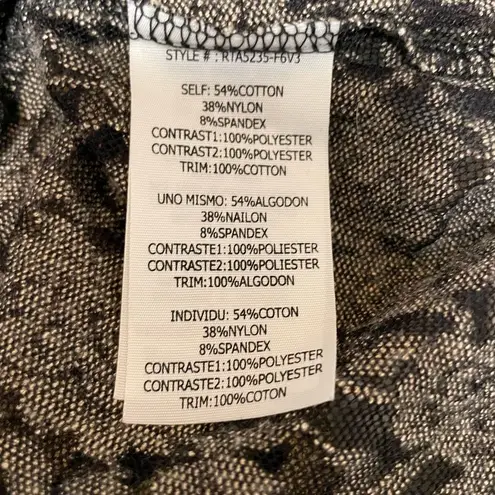 STYLE # : RTA5235-F6V3
SELF: 54%COTTON
38%NYLON
8%SPANDEX
CONTRAST1:100%POLYESTER
CONTRAST2:100%POLYESTER
TRIM:100%COTTON
UNO MISMO: 54%ALGODON
38%NAILON
8%SPANDEX
CONTRASTE1:100%POLIESTER
CONTRASTE2:100%POLIESTER
TRIM:100%ALGODON
INDIVIDU: 54%COTON
38%NYLON
8%SPANDEX
CONTRASTE1:100%POLYESTER
CONTRASTE2:100%POLYESTER
TRIM:100%COTON